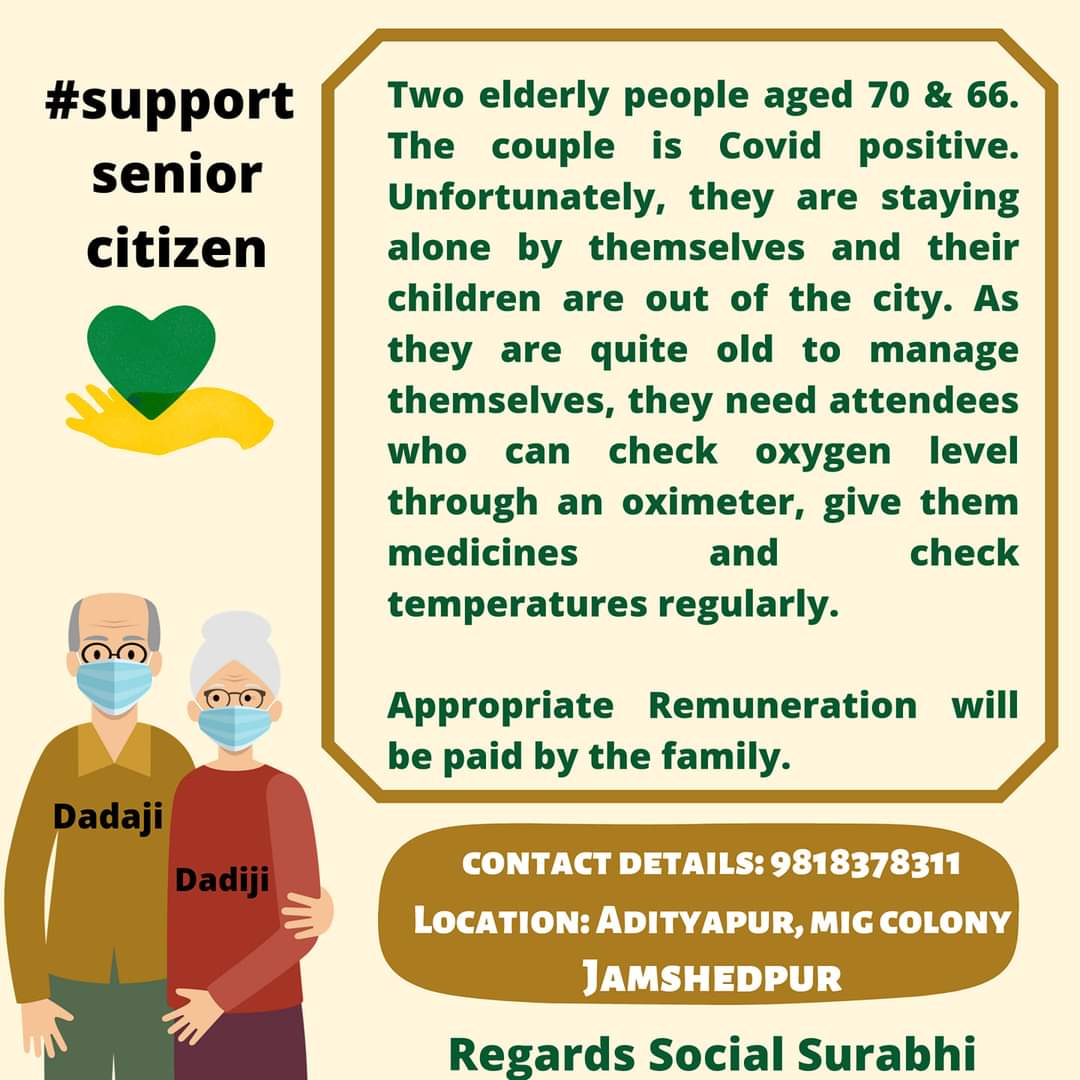 #support
senior
citizen
Two elderly people aged 70 & 66.
The couple is Covid positive.
Unfortunately, they are staying
alone by themselves and their
children are out of the city. As
they are quite old to manage
themselves, they need attendees
who can check oxygen level
through an oximeter, give them
medicines and check
temperatures regularly.
Appropriate Remuneration will
be paid by the family.
Dadaji
Dadiji
CONTACT DETAILS: 9818378311
LOCATION: ADITYAPUR, MIG COLONY
JAMSHEDPUR
Regards Social Surabhi